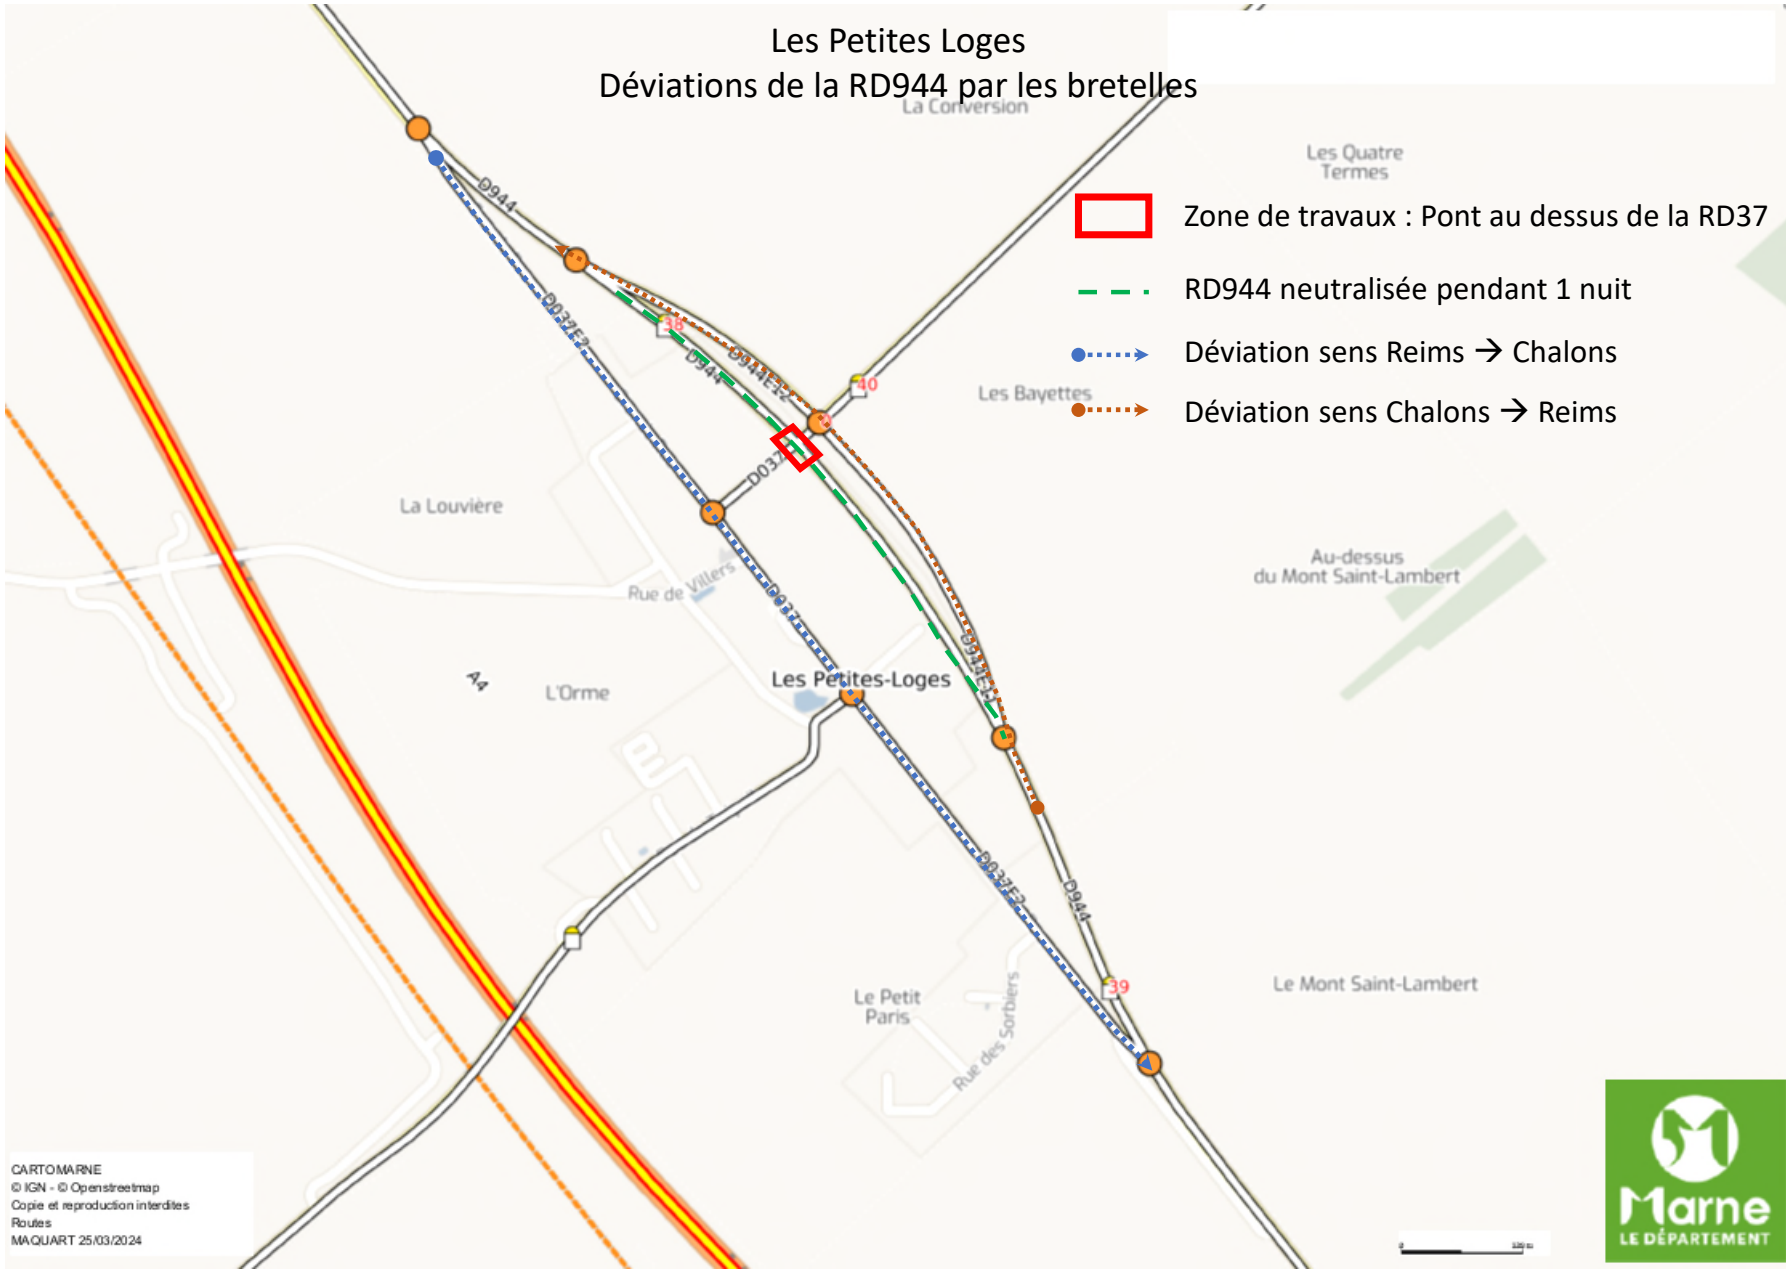 Les Petites Loges
Déviations de la RD944 par les bretelles
La Conversion
Les Quatre
Termes
Zone de travaux : Pont au dessus de la RD37
RD944 neutralisée pendant 1 nuit
Déviation sens Reims → Chalons
Déviation sens Chalons → Reims
D944
D037E2
38
D944
D944E12
40
Les Bayettes
D037
La Louvière
Rue de Villers
D037
Au-dessus
du Mont Saint-Lambert
D944E11
Les Petites-Loges
A4
L'Orme
D037E2
D944
39
Le Petit
Paris
Rue des Sorbiers
Le Mont Saint-Lambert
CARTOMARNE
© IGN - © Openstreetmap
Copie et reproduction interdites
Routes
MAQUART 25/03/2024
Marne
LE DÉPARTEMENT